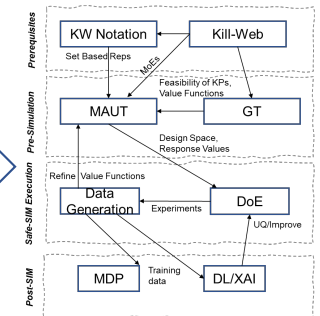 Prerequisites
KW Notation
Kill-Web
Set Based Reps
MoEs
Feasibility of KPs,
Value Functions
Pre-Simulation
MAUT
GT
Design Space,
Response Values
Safe-SIM Execution
Refine Value Functions
Data
Generation
Experiments
DoE
UQ/Improve
Post-SIM
MDP
Training
data
DL/XAI